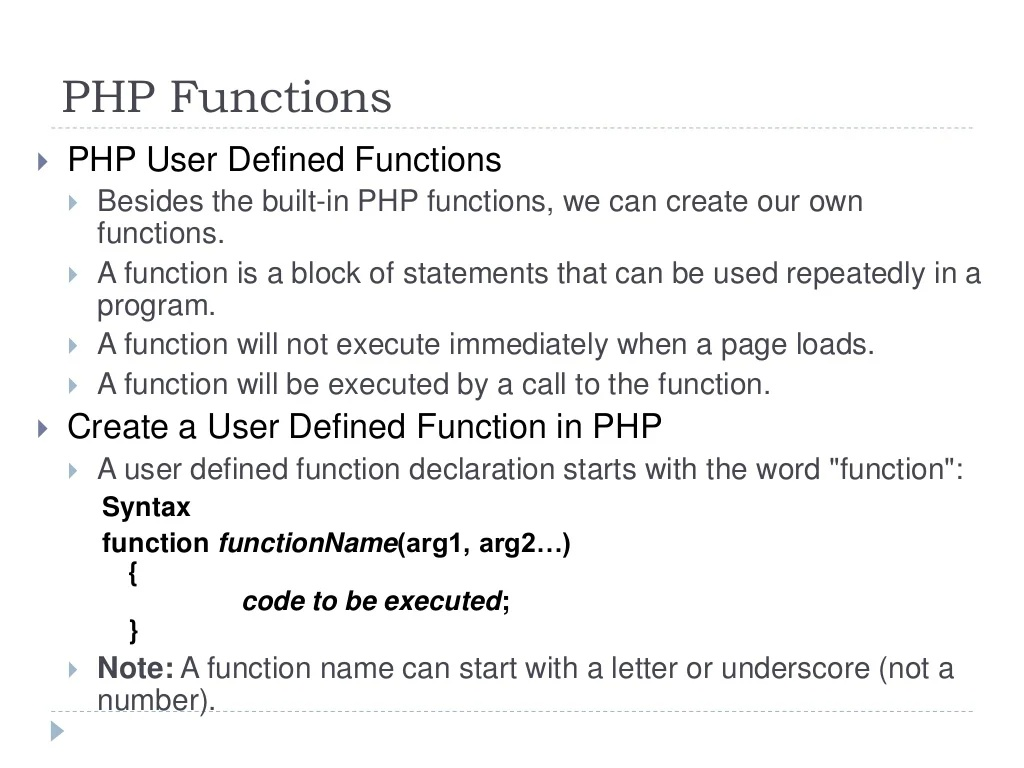 PHP Functions
PHP User Defined Functions
Besides the built-in PHP functions, we can create our own
functions.
A function is a block of statements that can be used repeatedly in a
program.
A function will not execute immediately when a page loads.
A function will be executed by a call to the function.
Create a User Defined Function in PHP
A user defined function declaration starts with the word "function":
Syntax
function functionName(arg1, arg2…)
{
code to be executed;
}
Note: A function name can start with a letter or underscore (not a
number).